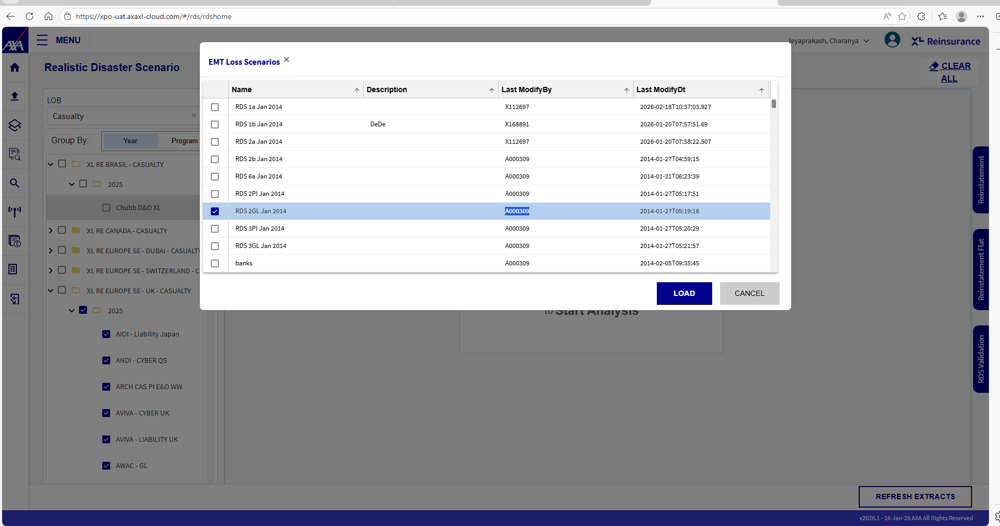 https://xpo-uat.axaxl-cloud.com/#/rds/rdshome
AXA
MENU
Jeyaprakash, Charanya
XL Reinsurance
Realistic Disaster Scenario
CLEAR
ALL
LOB
Casualty
Group By:
Year
Program
XL RE BRASIL - CASUALTY
2025
Chubb D&O XL
XL RE CANADA - CASUALTY
XL RE EUROPE SE - DUBAI - CASUALTY
XL RE EUROPE SE - SWITZERLAND - C
XL RE EUROPE SE - UK - CASUALTY
2025
AIOI - Liability Japan
ANDI - CYBER QS
ARCH CAS PI E&O WW
AVIVA - CYBER UK
AVIVA - LIABILITY UK
AWAC - GL
EMT Loss Scenarios
Name Description Last ModifyBy Last ModifyDt
RDS 1a Jan 2014 X112697 2026-02-18T10:37:03.927
RDS 1b Jan 2014 DeDe X168891 2026-01-20T07:57:51.69
RDS 2a Jan 2014 X112697 2026-01-20T07:58:22.507
RDS 2b Jan 2014 A000309 2014-01-27T04:59:15
RDS 6a Jan 2014 A000309 2014-01-31T06:23:39
RDS 2PI Jan 2014 A000309 2014-01-27T05:17:51
RDS 2GL Jan 2014 A000309 2014-01-27T05:19:16
RDS 3PI Jan 2014 A000309 2014-01-27T05:20:29
RDS 3GL Jan 2014 A000309 2014-01-27T05:21:57
banks A000309 2014-02-05T09:35:45
LOAD
CANCEL
to Start Analysis
Reinstatement
Reinstatement Flat
RDS Validation
REFRESH EXTRACTS
v2026.1 - 16-Jan-26 AXA All Rights Reserved